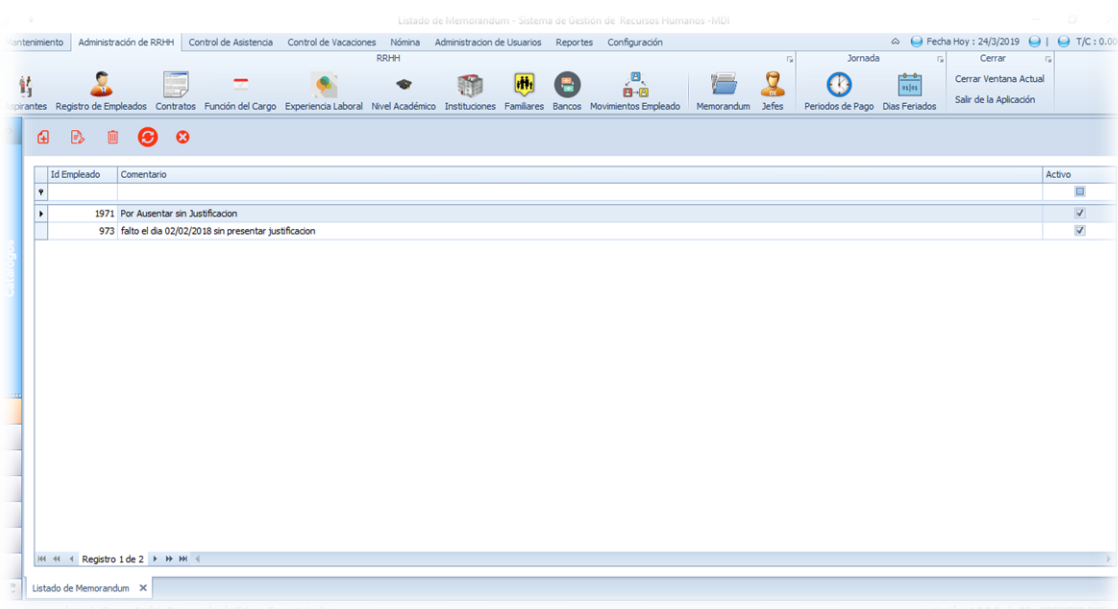 Listado de Memorandum - Sistema de Gestión de Recursos Humanos -MDI
Mantenimiento Administración de RRHH Control de Asistencia Control de Vacaciones Nómina Administracion de Usuarios Reportes Configuración Fecha Hoy : 24/3/2019 | T/C : 0.00
RRHH Jornada Cerrar
Aspirantes Registro de Empleados Contratos Función del Cargo Experiencia Laboral Nivel Académico Instituciones Familiares Bancos Movimientos Empleado Memorandum Jefes Periodos de Pago Dias Feriados
Cerrar Ventana Actual
Salir de la Aplicación
Catalogos
Id Empleado Comentario Activo
1971 Por Ausentar sin Justificacion
973 falto el dia 02/02/2018 sin presentar justificacion
Registro 1 de 2
Listado de Memorandum